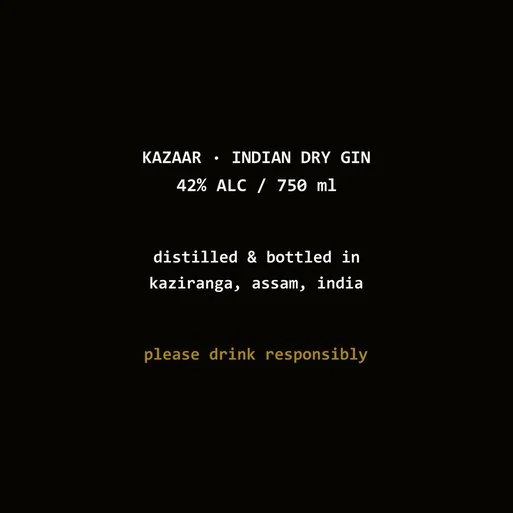 KAZAAR · INDIAN DRY GIN
42% ALC / 750 ml
distilled & bottled in
kaziranga, assam, india
please drink responsibly